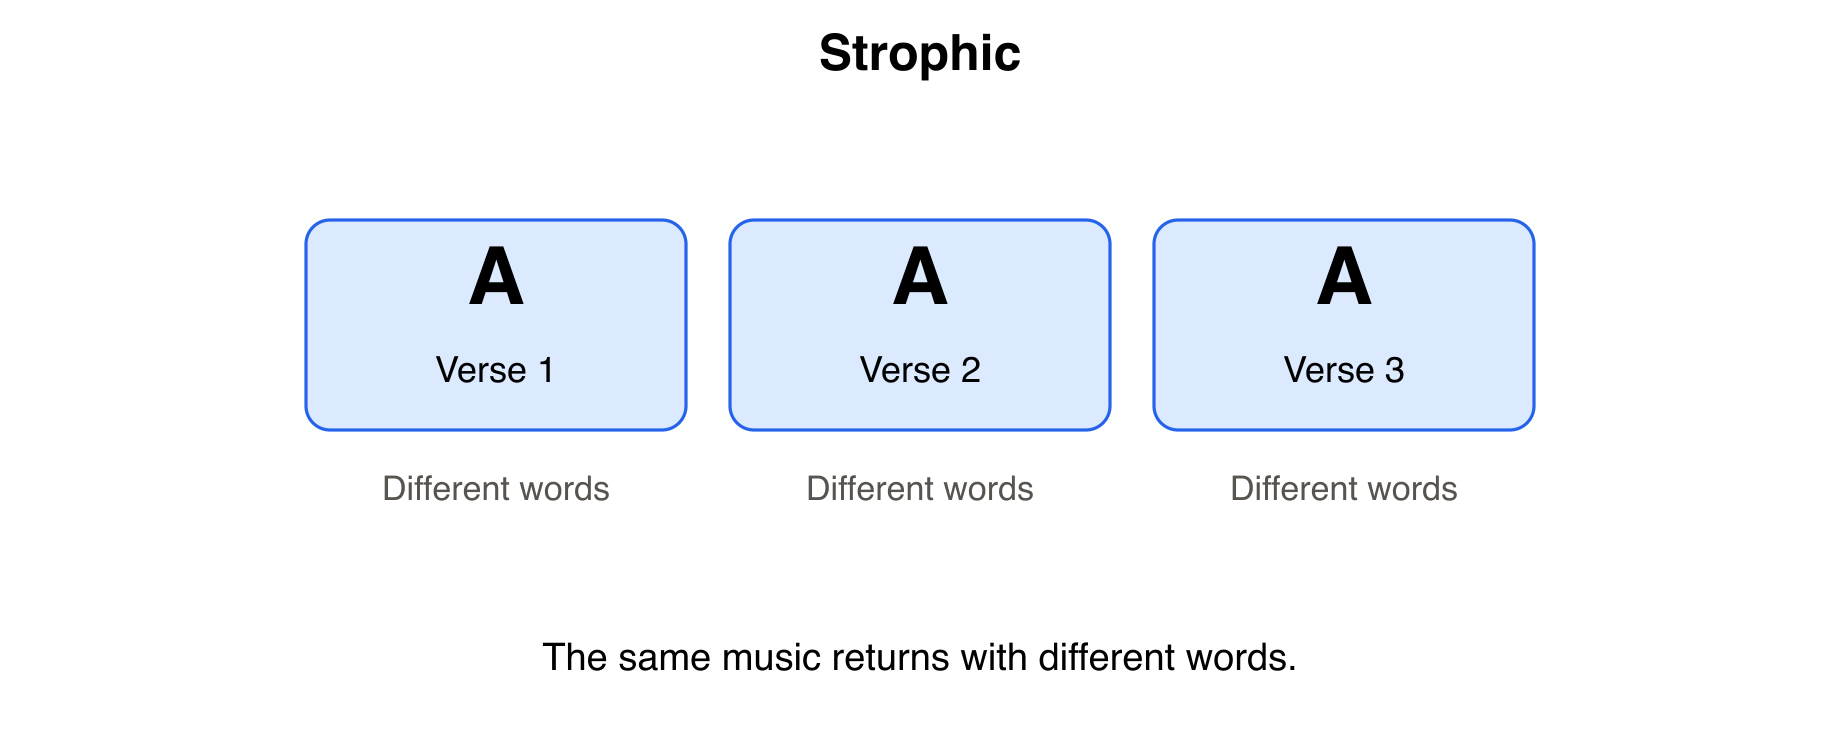 Strophic
A A A
Verse 1 Verse 2 Verse 3
Different words Different words Different words
The same music returns with different words.